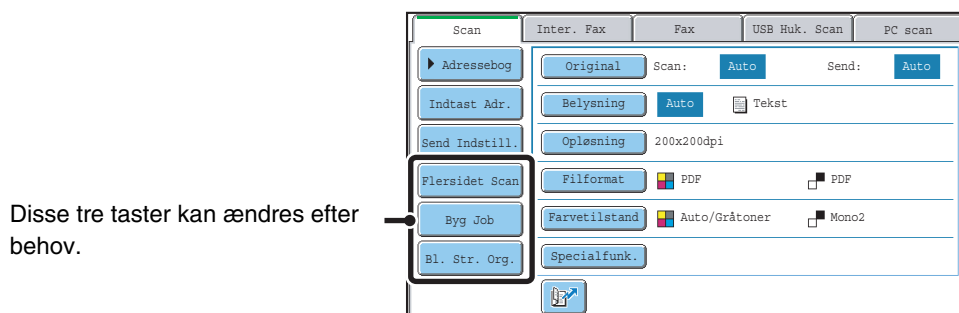 Scan Inter. Fax Fax USB Huk. Scan PC scan
Adressebog Original Scan: Auto Send: Auto
Indtast Adr. Belysning Auto Tekst
Send Indstill. Opløsning 200x200dpi
Flersidet Scan Filformat PDF PDF
Disse tre taster kan ændres efter
behov.
Byg Job Farvetilstand Auto/Gråtoner Mono2
Bl. Str. Org. Specialfunk.